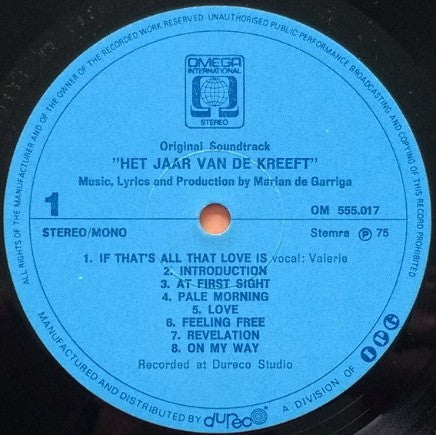 ALL RIGHTS OF THE MANUFACTURER AND OF THE OWNER OF THE RECORDED WORK RESERVED. UNAUTHORISED PUBLIC PERFORMANCE BROADCASTING AND COPYING OF THIS RECORD PROHIBITED
OMEGA
INTERNATIONAL
STEREO
Original Soundtrack
"HET JAAR VAN DE KREEFT"
Music, Lyrics and Production by Marian de Garriga
1
OM 555.017
STEREO/MONO
Stemra Ⓟ 75
1. IF THAT'S ALL THAT LOVE IS vocal: Valerie
2. INTRODUCTION
3. AT FIRST SIGHT
4. PALE MORNING
5. LOVE
6. FEELING FREE
7. REVELATION
8. ON MY WAY
Recorded at Dureco Studio
MANUFACTURED AND DISTRIBUTED BY dureco A DIVISION OF